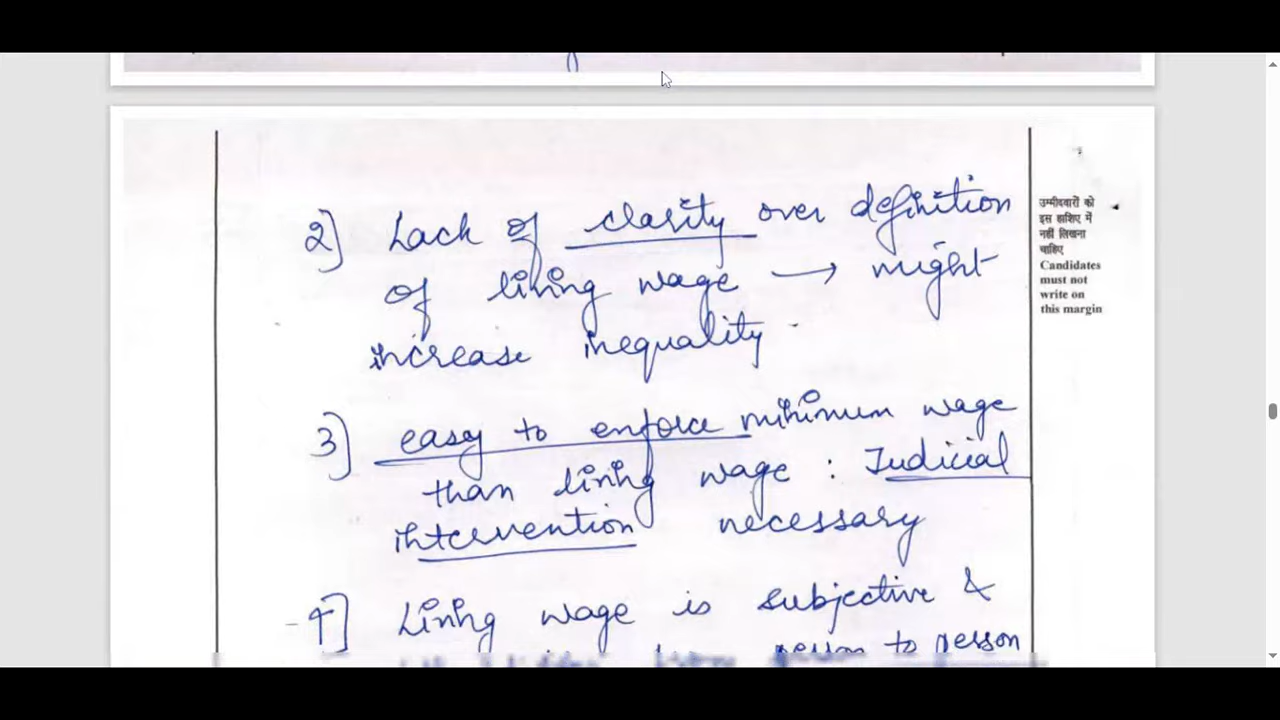 2] Lack of clarity over definition
of living wage → might
increase inequality
3] easy to enforce minimum wage
than living wage : Judicial
intervention necessary
4] Living wage is subjective &
person to person
उम्मीदवारों को
इस हाशिए में
नहीं लिखना
चाहिए
Candidates
must not
write on
this margin